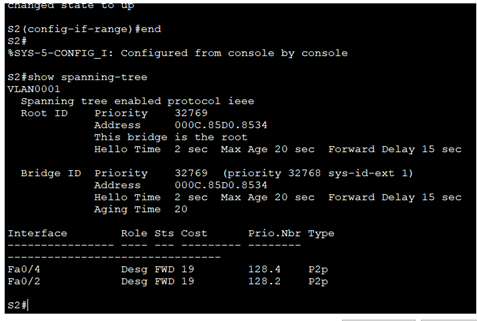 changed state to up
S2(config-if-range)#end
S2#
%SYS-5-CONFIG_I: Configured from console by console
S2#show spanning-tree
VLAN0001
Spanning tree enabled protocol ieee
Root ID Priority 32769
Address 000C.85D0.8534
This bridge is the root
Hello Time 2 sec Max Age 20 sec Forward Delay 15 sec
Bridge ID Priority 32769 (priority 32768 sys-id-ext 1)
Address 000C.85D0.8534
Hello Time 2 sec Max Age 20 sec Forward Delay 15 sec
Aging Time 20
Interface Role Sts Cost Prio.Nbr Type
---------------- ---- --- --------- -------- 
--------------------------------
Fa0/4 Desg FWD 19 128.4 P2p
Fa0/2 Desg FWD 19 128.2 P2p
S2#